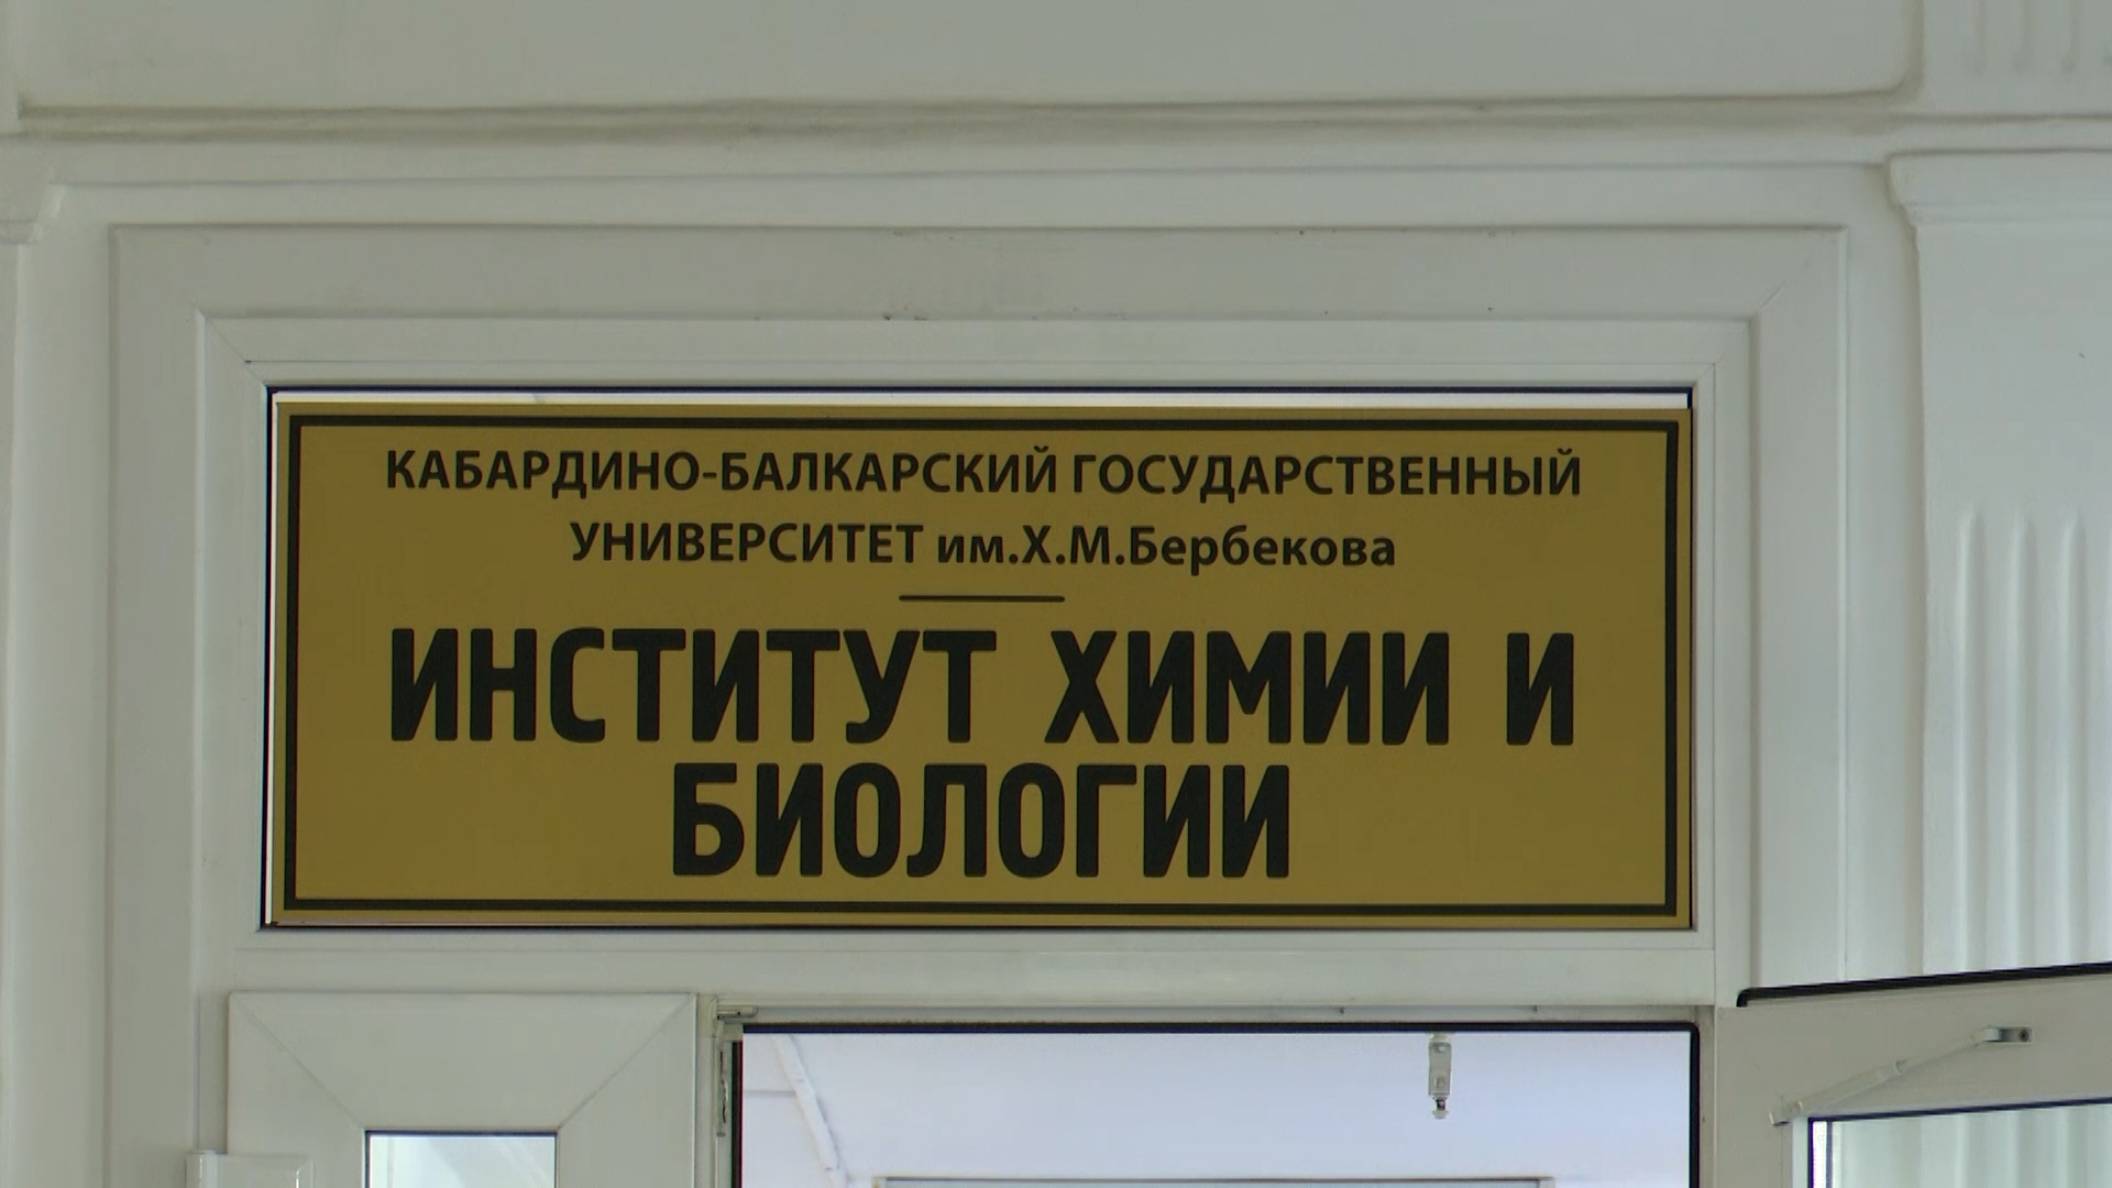 КАБАРДИНО-БАЛКАРСКИЙ ГОСУДАРСТВЕННЫЙ
УНИВЕРСИТЕТ им.Х.М.Бербекова
ИНСТИТУТ ХИМИИ И
БИОЛОГИИ